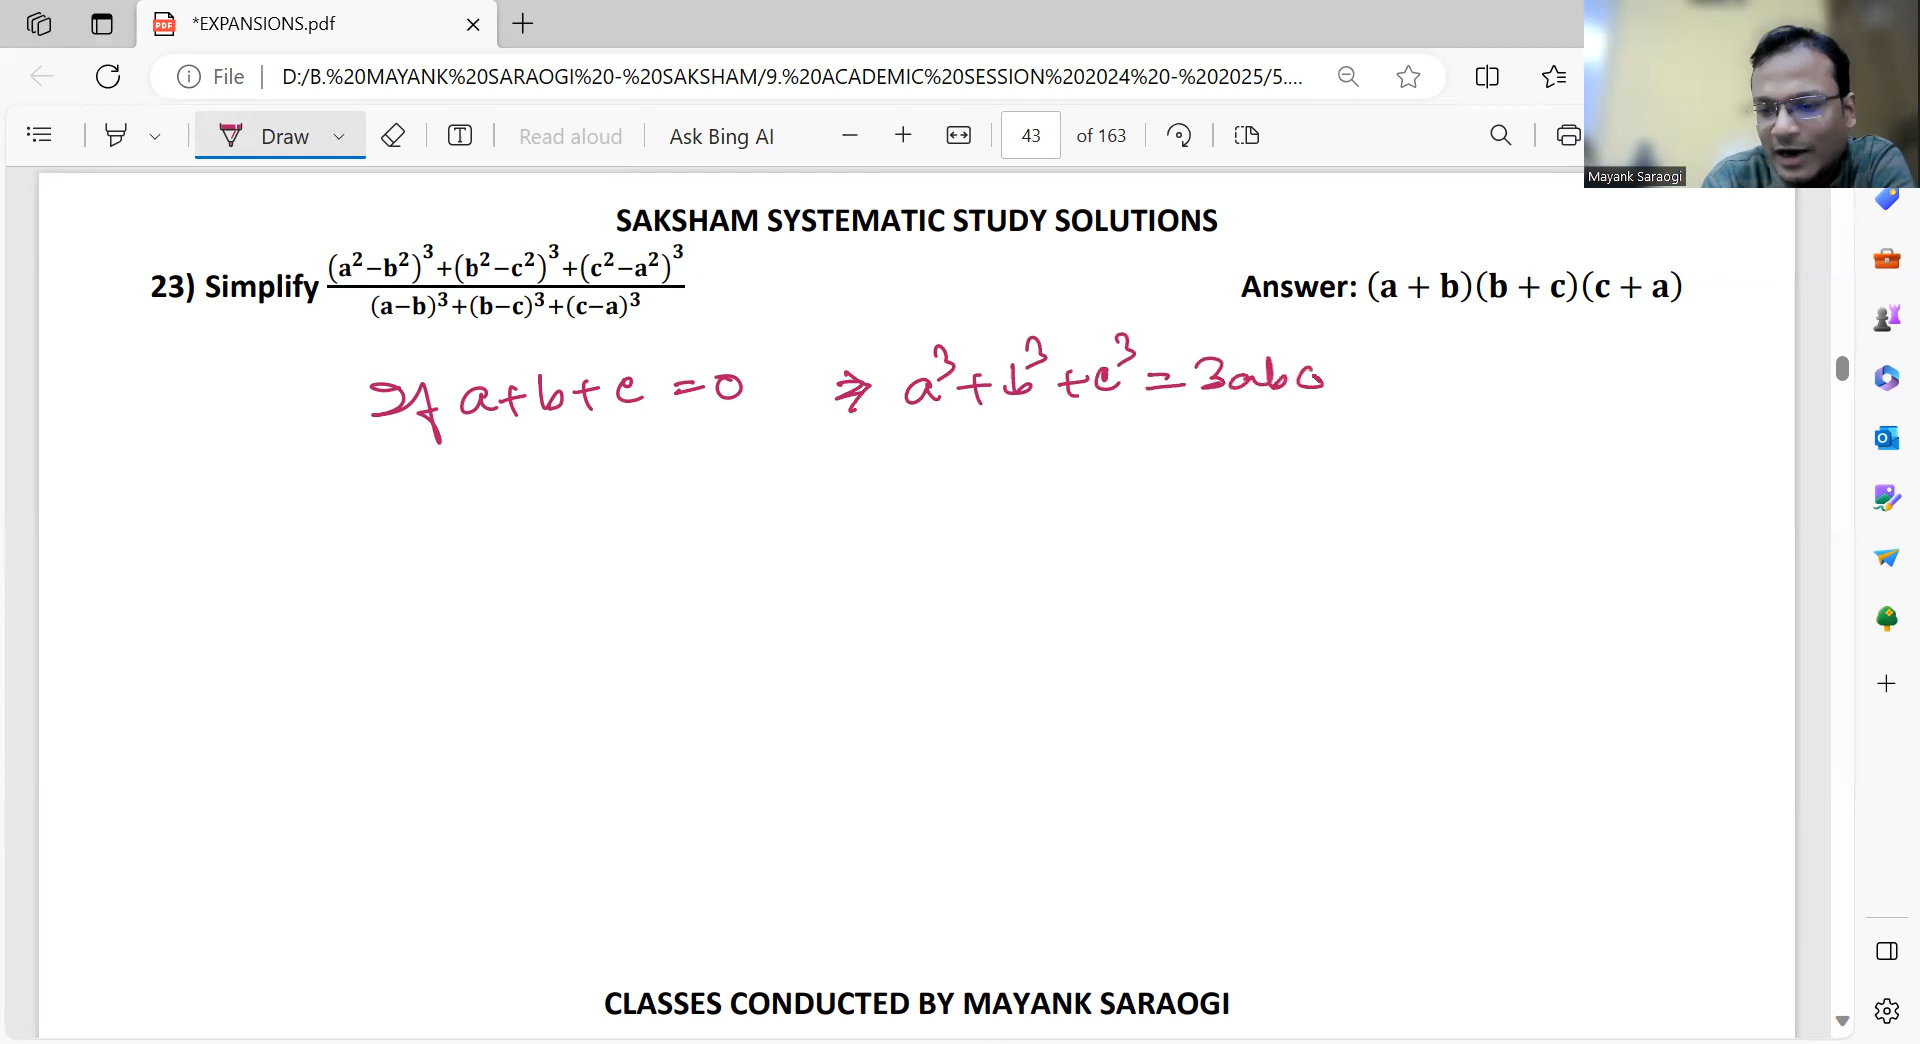 *EXPANSIONS.pdf
File
D:/B.%20MAYANK%20SARAOGI%20-%20SAKSHAM/9.%20ACADEMIC%20SESSION%202024%20-%202025/5....
Draw
Read aloud
Ask Bing AI
43 of 163
Mayank Saraogi
SAKSHAM SYSTEMATIC STUDY SOLUTIONS
23) Simplify ((a²−b²)³+(b²−c²)³+(c²−a²)³)/((a−b)³+(b−c)³+(c−a)³) Answer: (a + b)(b + c)(c + a)
If a+b+c = 0 ⇒ a³+b³+c³=3abc
CLASSES CONDUCTED BY MAYANK SARAOGI